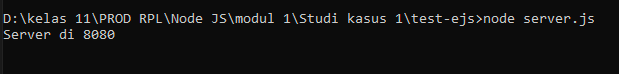 D:\kelas 11\PROD RPL\Node JS\modul 1\Studi kasus 1\test-ejs>node server.js
Server di 8080